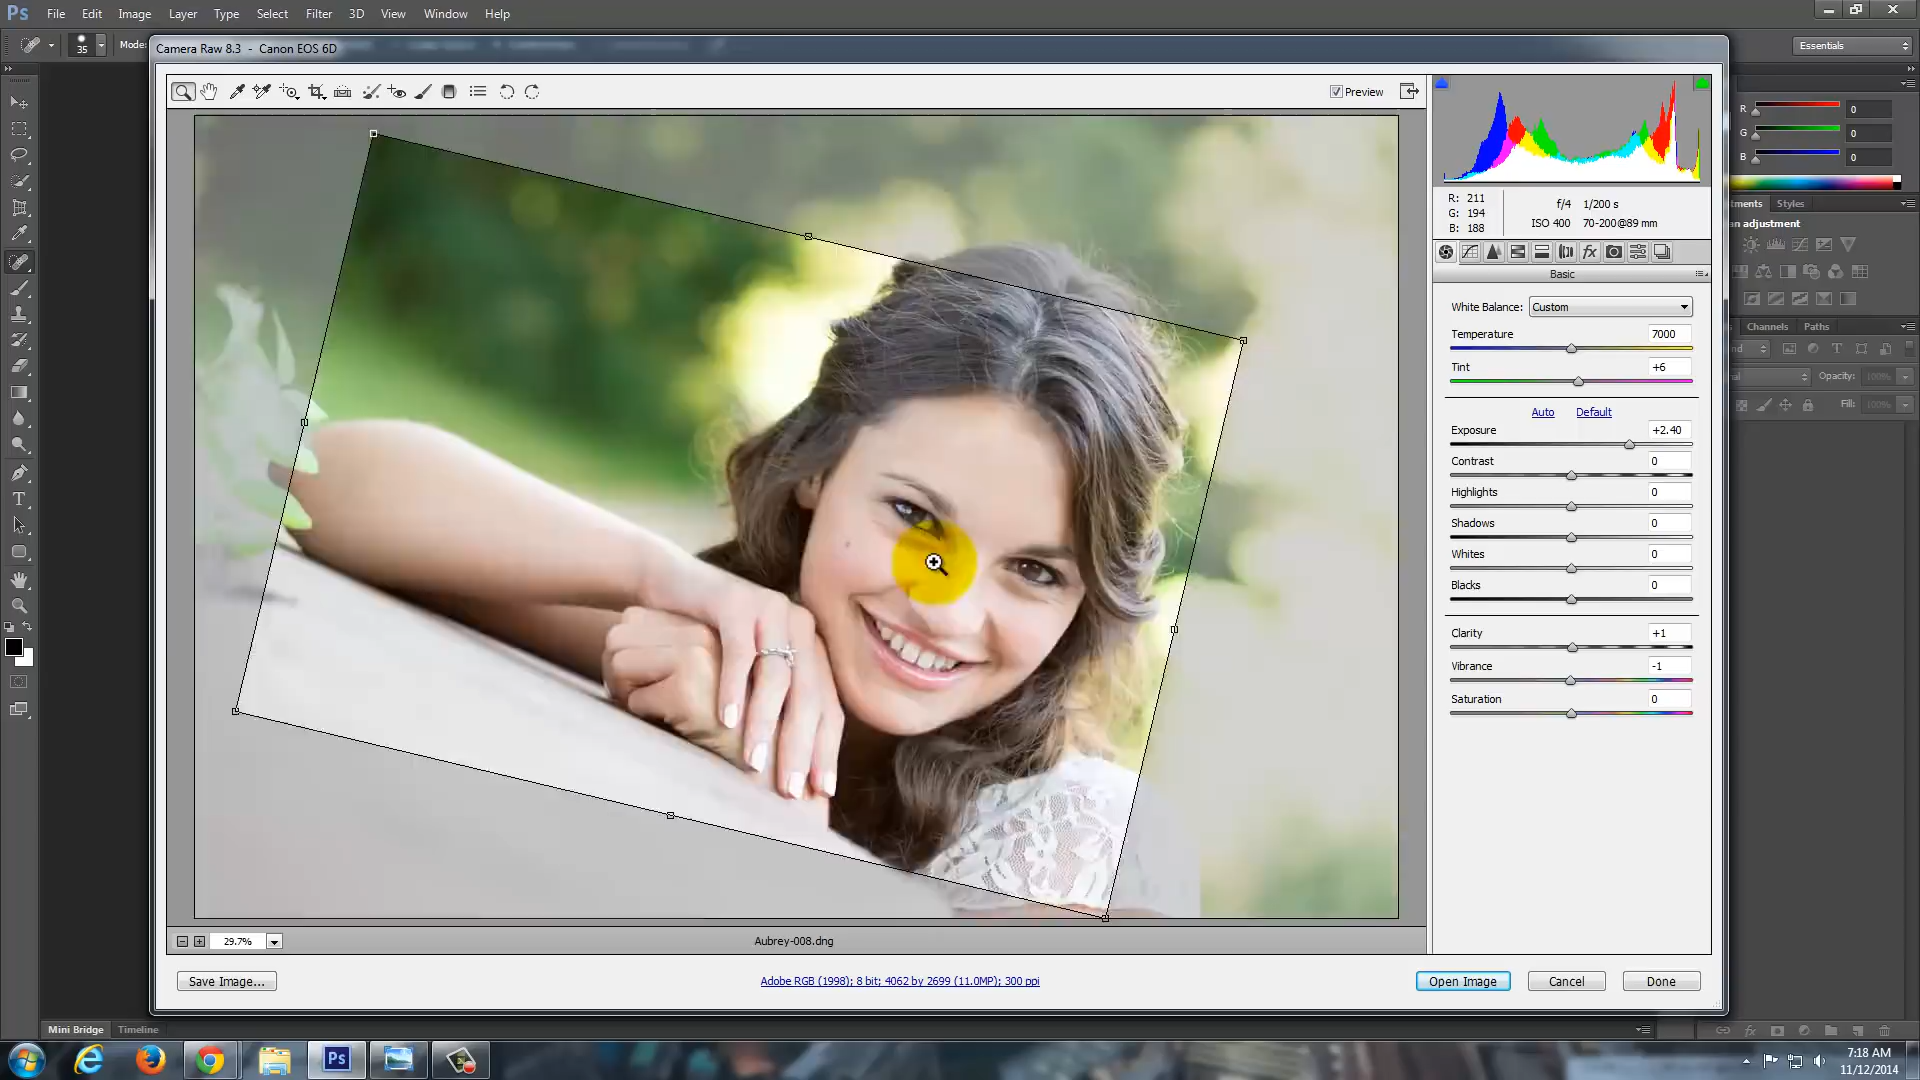 Ps File Edit Image Layer Type Select Filter 3D View Window Help
35 Mode:
Essentials
Camera Raw 8.3 - Canon EOS 6D
Preview
R 0
G 0
B 0
R: 211
G: 194
B: 188
f/4 1/200 s
ISO 400 70-200@89 mm
Styles
Basic
White Balance: Custom
Temperature 7000
Tint +6
Auto Default
Exposure +2.40
Contrast 0
Highlights 0
Shadows 0
Whites 0
Blacks 0
Clarity +1
Vibrance -1
Saturation 0
Channels Paths
Opacity: 100%
Fill: 100%
29.7%
Aubrey-008.dng
Save Image...
Adobe RGB (1998); 8 bit; 4062 by 2699 (11.0MP); 300 ppi
Open Image Cancel Done
Mini Bridge Timeline
Ps
7:18 AM
11/12/2014